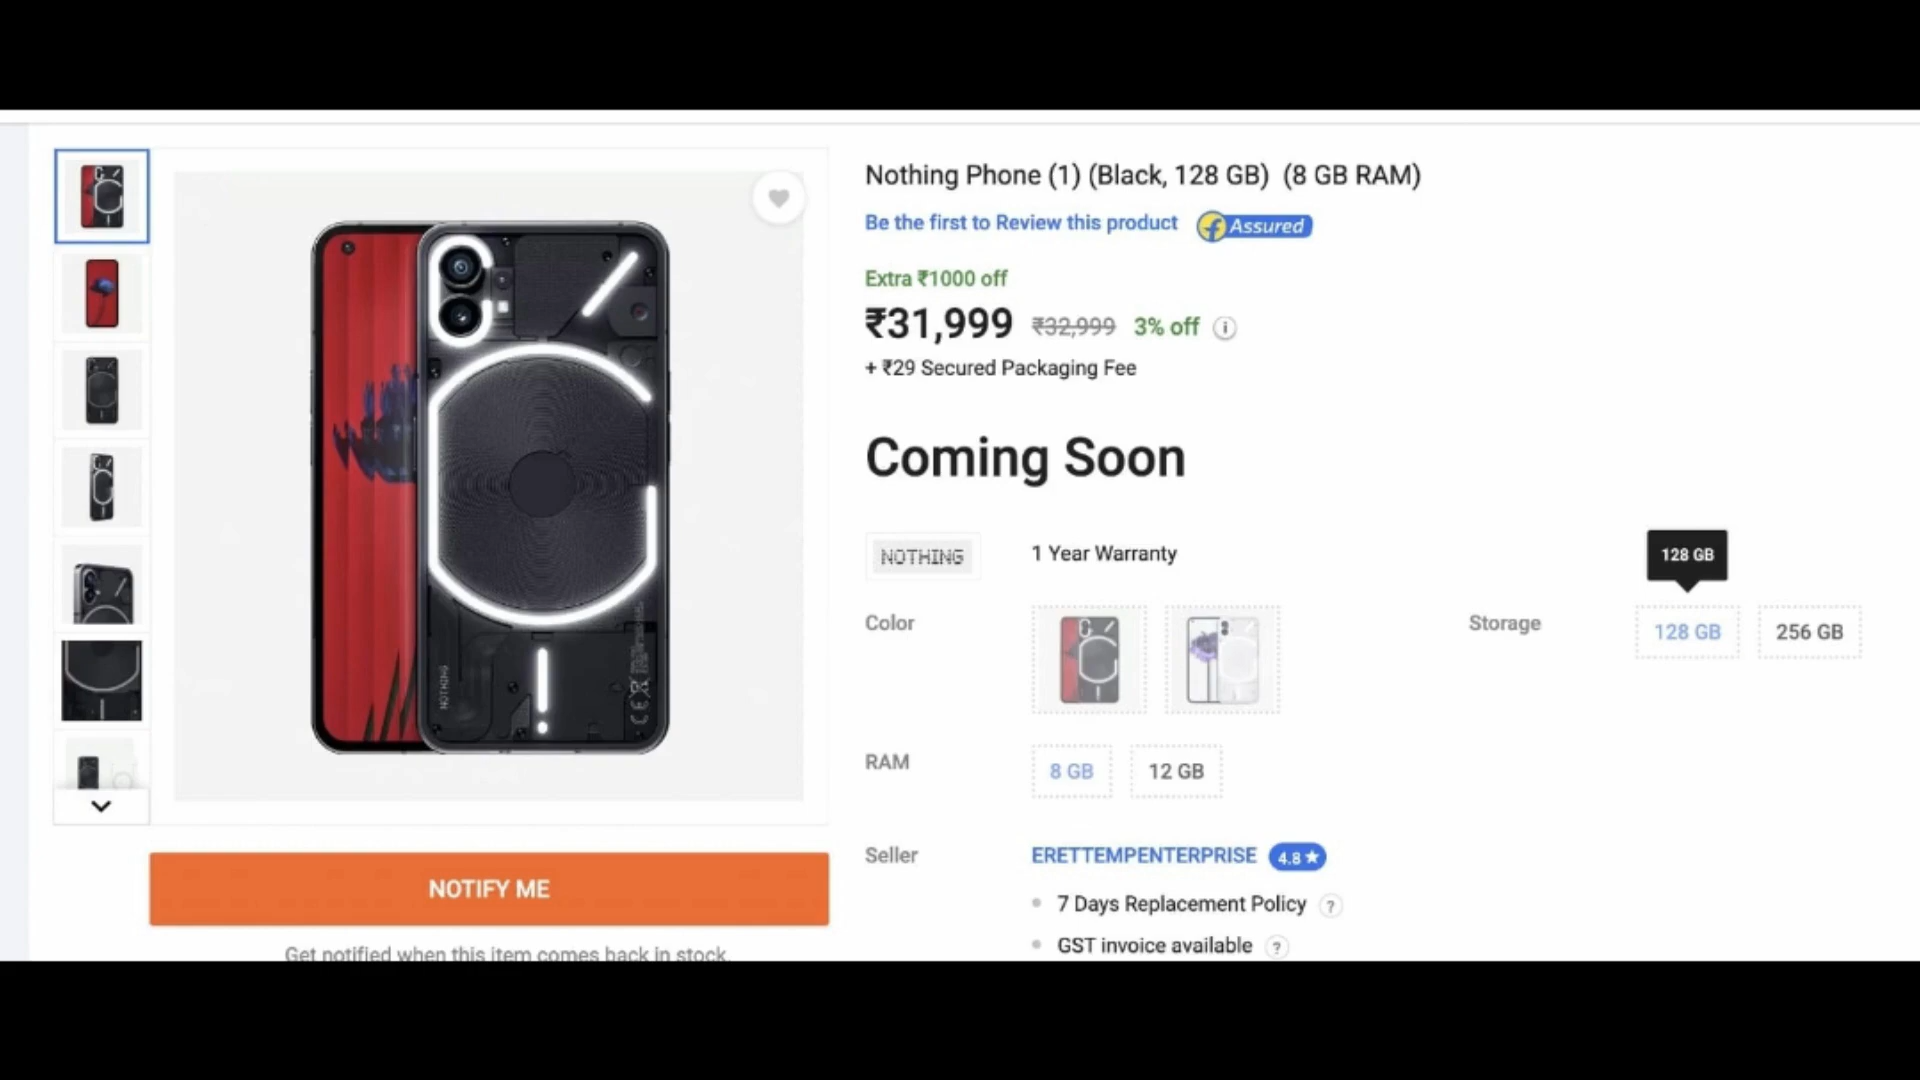 Nothing Phone (1) (Black, 128 GB) (8 GB RAM)
Be the first to Review this product
Assured
Extra ₹1000 off
₹31,999 ₹32,999 3% off
+ ₹29 Secured Packaging Fee
Coming Soon
NOTHING
1 Year Warranty
128 GB
Color
Storage
128 GB
256 GB
RAM
8 GB
12 GB
Seller
ERETTEMPENTERPRISE 4.8★
7 Days Replacement Policy ?
GST invoice available ?
NOTHING
NOTIFY ME
Get notified when this item comes back in stock.